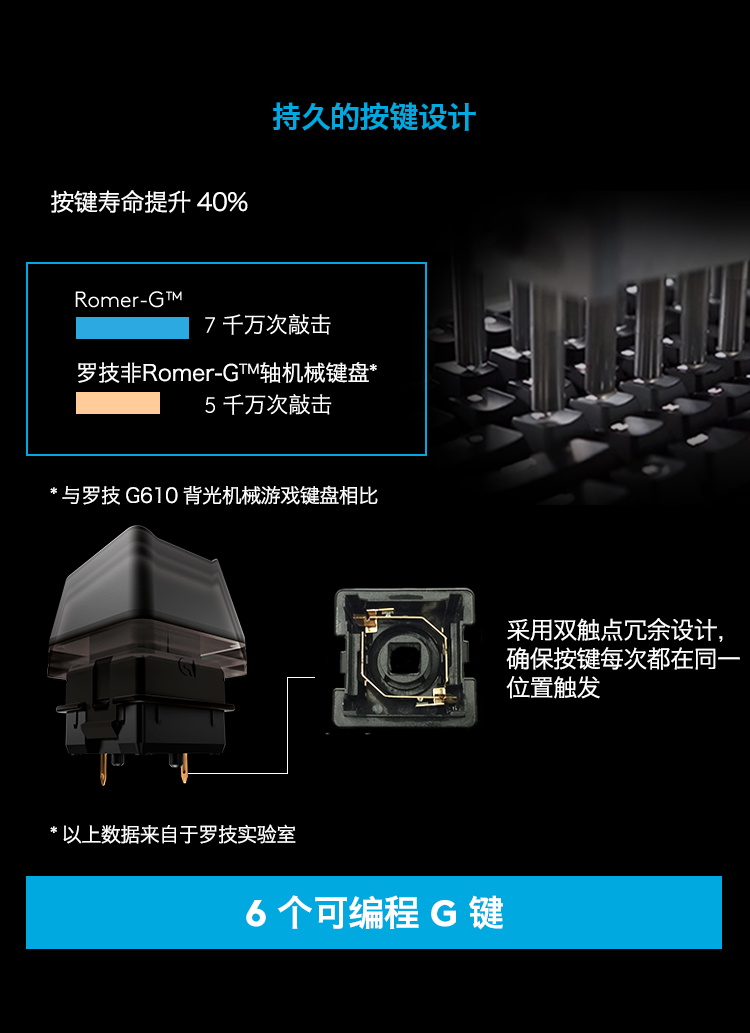 持久的按键设计
按键寿命提升 40%
Romer-G™
7 千万次敲击
罗技非Romer-G™轴机械键盘*
5 千万次敲击
* 与罗技 G610 背光机械游戏键盘相比
采用双触点冗余设计,
确保按键每次都在同一
位置触发
* 以上数据来自于罗技实验室
6 个可编程 G 键